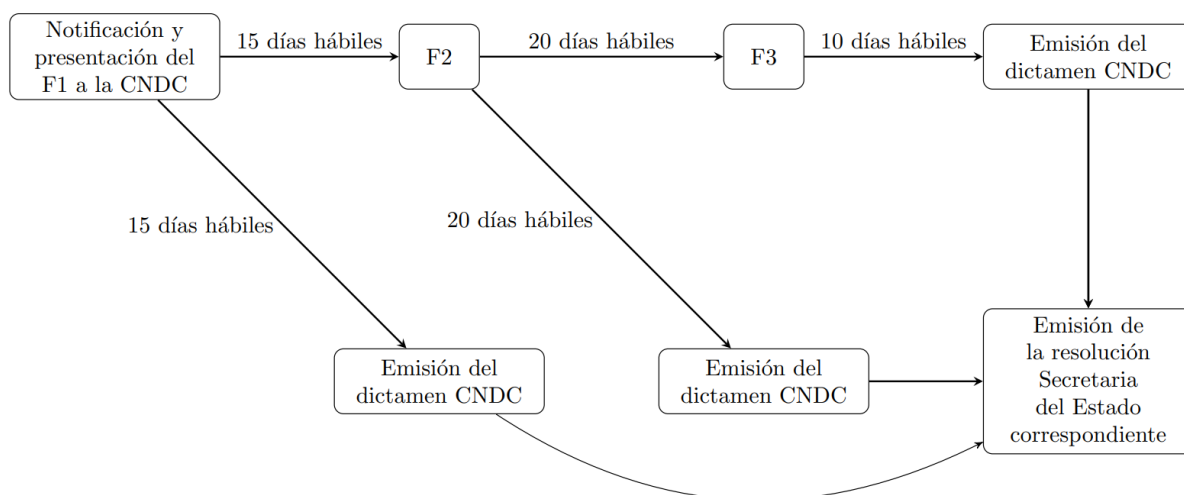 Notificación y
presentación del
F1 a la CNDC
15 días hábiles
F2
20 días hábiles
F3
10 días hábiles
Emisión del
dictamen CNDC
15 días hábiles
20 días hábiles
Emisión del
dictamen CNDC
Emisión del
dictamen CNDC
Emisión de
la resolución
Secretaria
del Estado
correspondiente